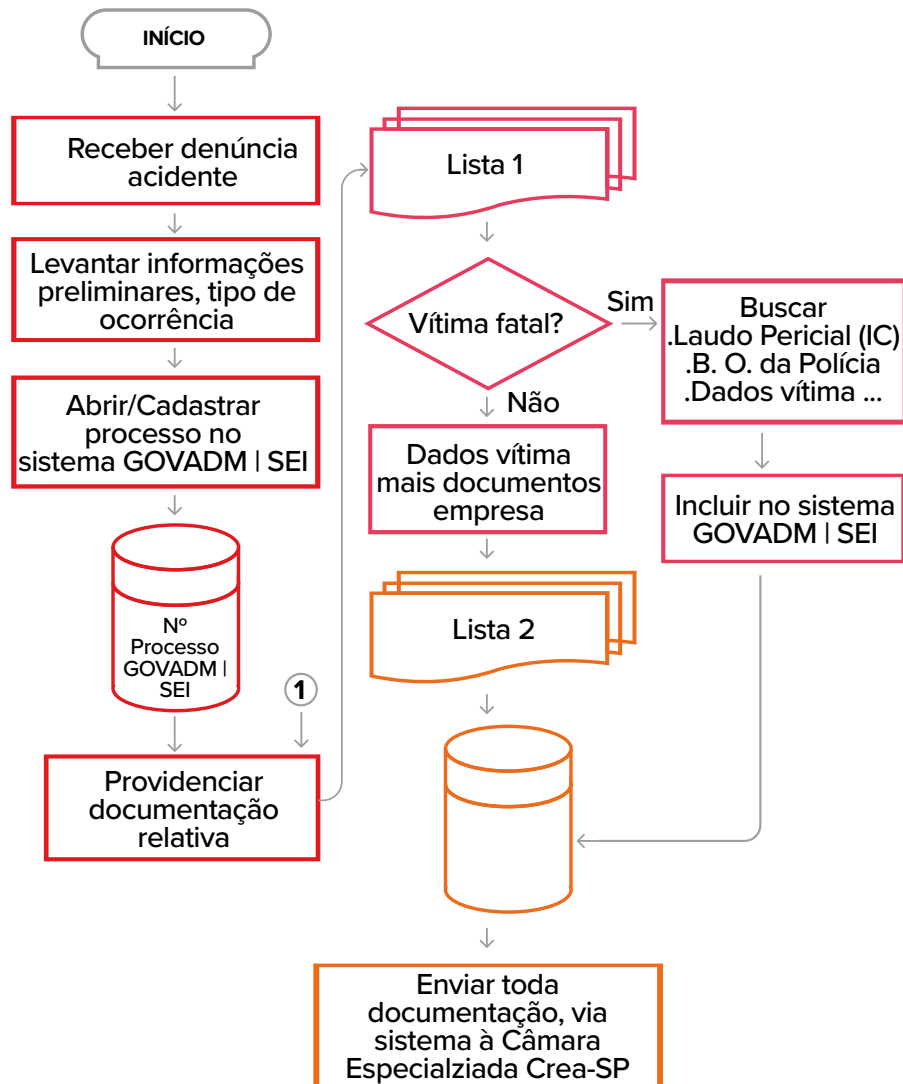 INÍCIO
Receber denúncia
acidente
Levantar informações
preliminares, tipo de
ocorrência
Abrir/Cadastrar
processo no
sistema GOVADM | SEI
Nº
Processo
GOVADM |
SEI
1
Providenciar
documentação
relativa
Lista 1
Vítima fatal?
Sim
Buscar
.Laudo Pericial (IC)
.B. O. da Polícia
.Dados vítima ...
Incluir no sistema
GOVADM | SEI
Não
Dados vítima
mais documentos
empresa
Lista 2
Enviar toda
documentação, via
sistema à Câmara
Especialziada Crea-SP